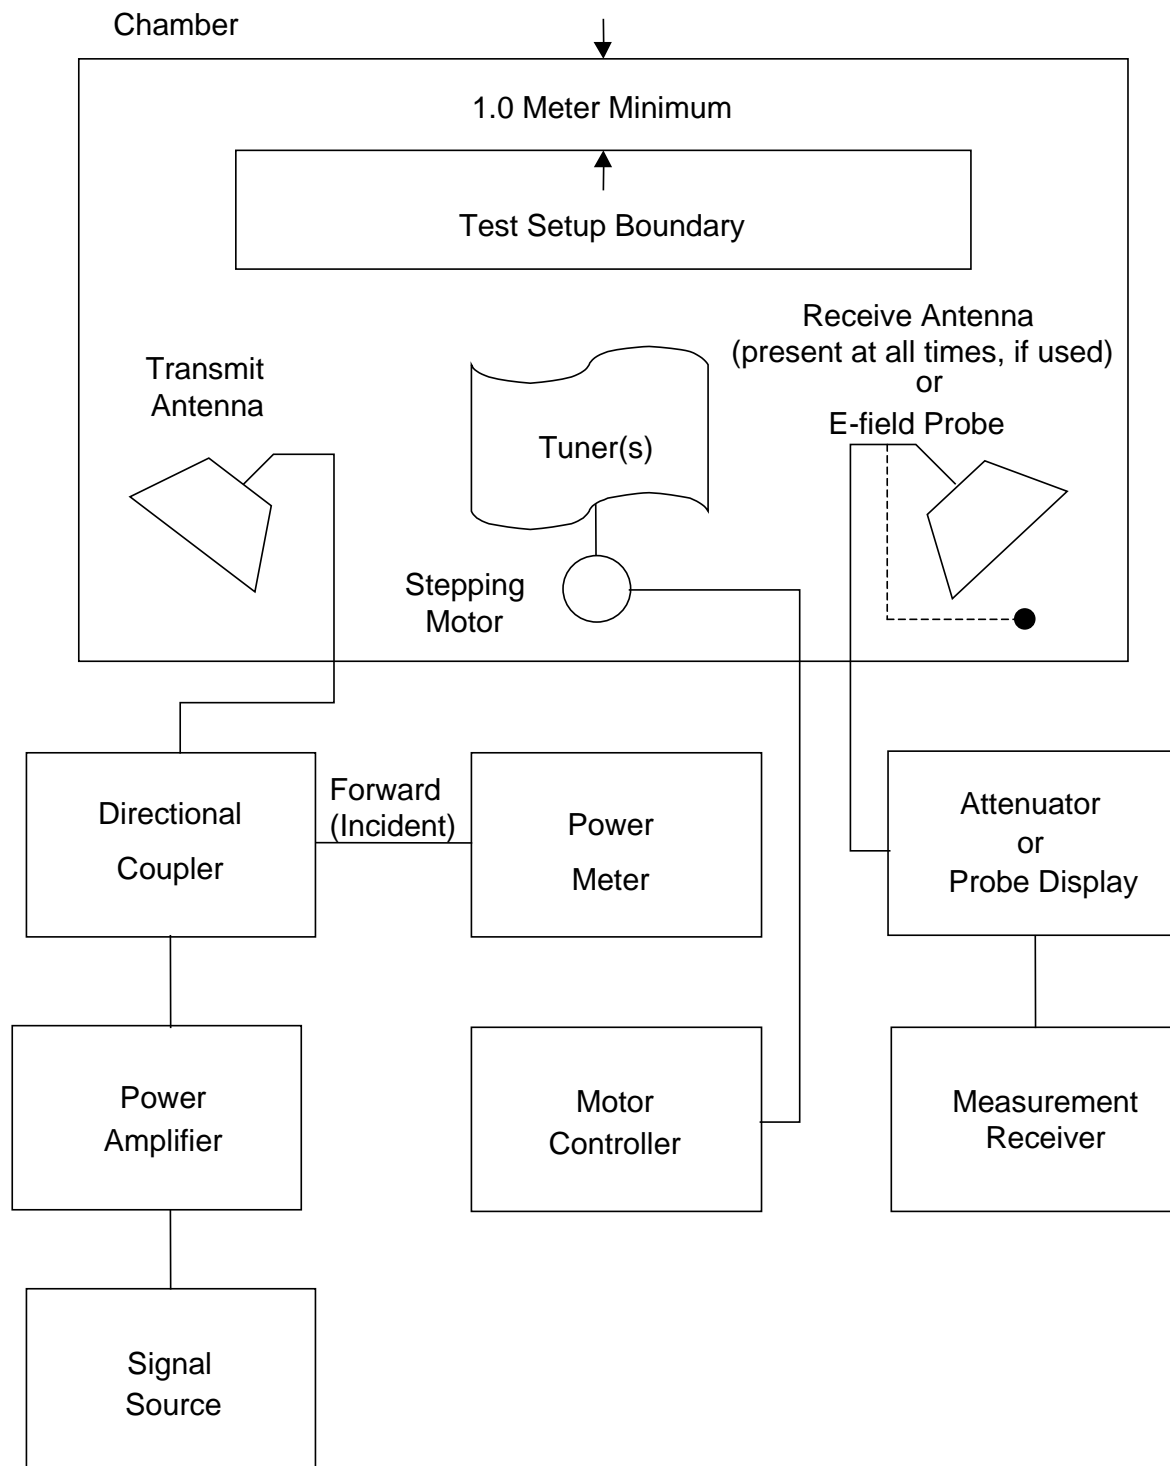 Chamber
1.0 Meter Minimum
Test Setup Boundary
Receive Antenna
(present at all times, if used)
or
E-field Probe
Transmit
Antenna
Tuner(s)
Stepping
Motor
Directional
Coupler
Forward
(Incident)
Power
Meter
Attenuator
or
Probe Display
Power
Amplifier
Motor
Controller
Measurement
Receiver
Signal
Source